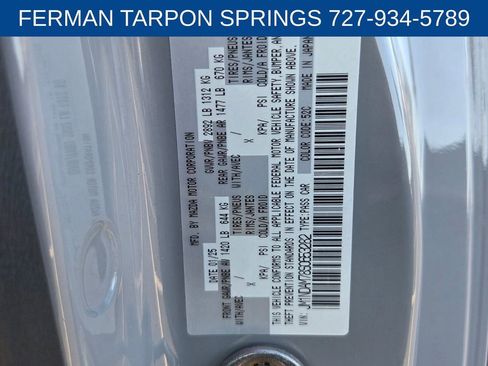 FERMAN TARPON SPRINGS 727-934-5789
MFD. BY MAZDA MOTOR CORPORATION
DATE: 01/25 GVWR/PNBV: 2892 LB 1312 KG
FRONT GAWR/PNBE AV 1420 LB 644 KG REAR GAWR/PNBE AR 1477 LB 670 KG
WITH/AVEC / TIRES/PNEUS WITH/AVEC / TIRES/PNEUS
X RIMS/JANTES X RIMS/JANTES
KPA/ PSI COLD/A FROID KPA/ PSI COLD/A FROID
THIS VEHICLE CONFORMS TO ALL APPLICABLE FEDERAL MOTOR VEHICLE SAFETY, BUMPER, AND
THEFT PREVENTION STANDARDS IN EFFECT ON THE DATE OF MANUFACTURE SHOWN ABOVE.
MADE IN JAPAN
VIN: TYPE: PASS CAR COLOR CODE: 52C